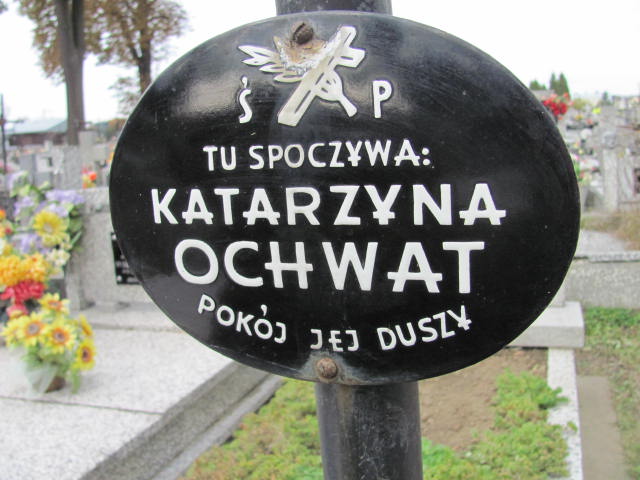 Ś P
TU SPOCZYWA:
KATARZYNA
OCHWAT
POKÓJ JEJ DUSZY